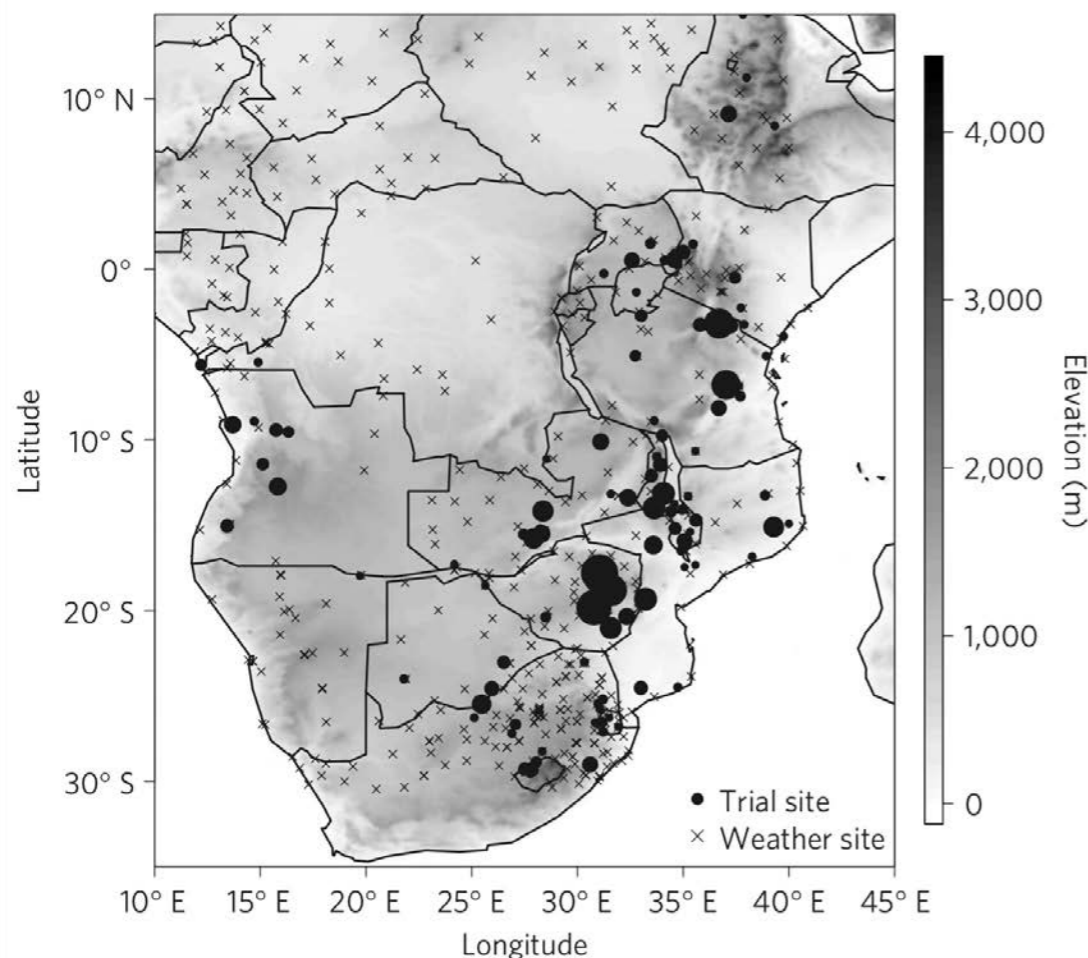 10° N
0°
10° S
20° S
30° S
Latitude
10° E 15° E 20° E 25° E 30° E 35° E 40° E 45° E
Longitude
Trial site
Weather site
4,000
3,000
2,000
1,000
0
Elevation (m)